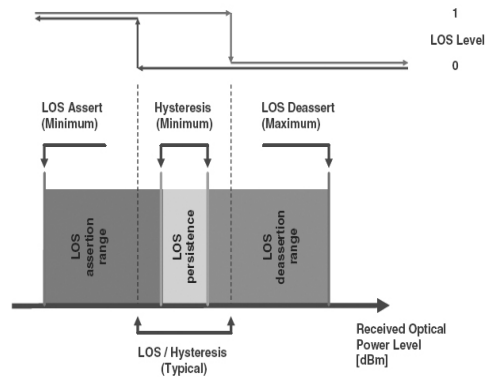 1
LOS Level
0
LOS Assert
(Minimum)
Hysteresis
(Minimum)
LOS Deassert
(Maximum)
LOS
assertion
range
LOS
persistence
LOS
deassertion
range
Received Optical
Power Level
[dBm]
LOS / Hysteresis
(Typical)